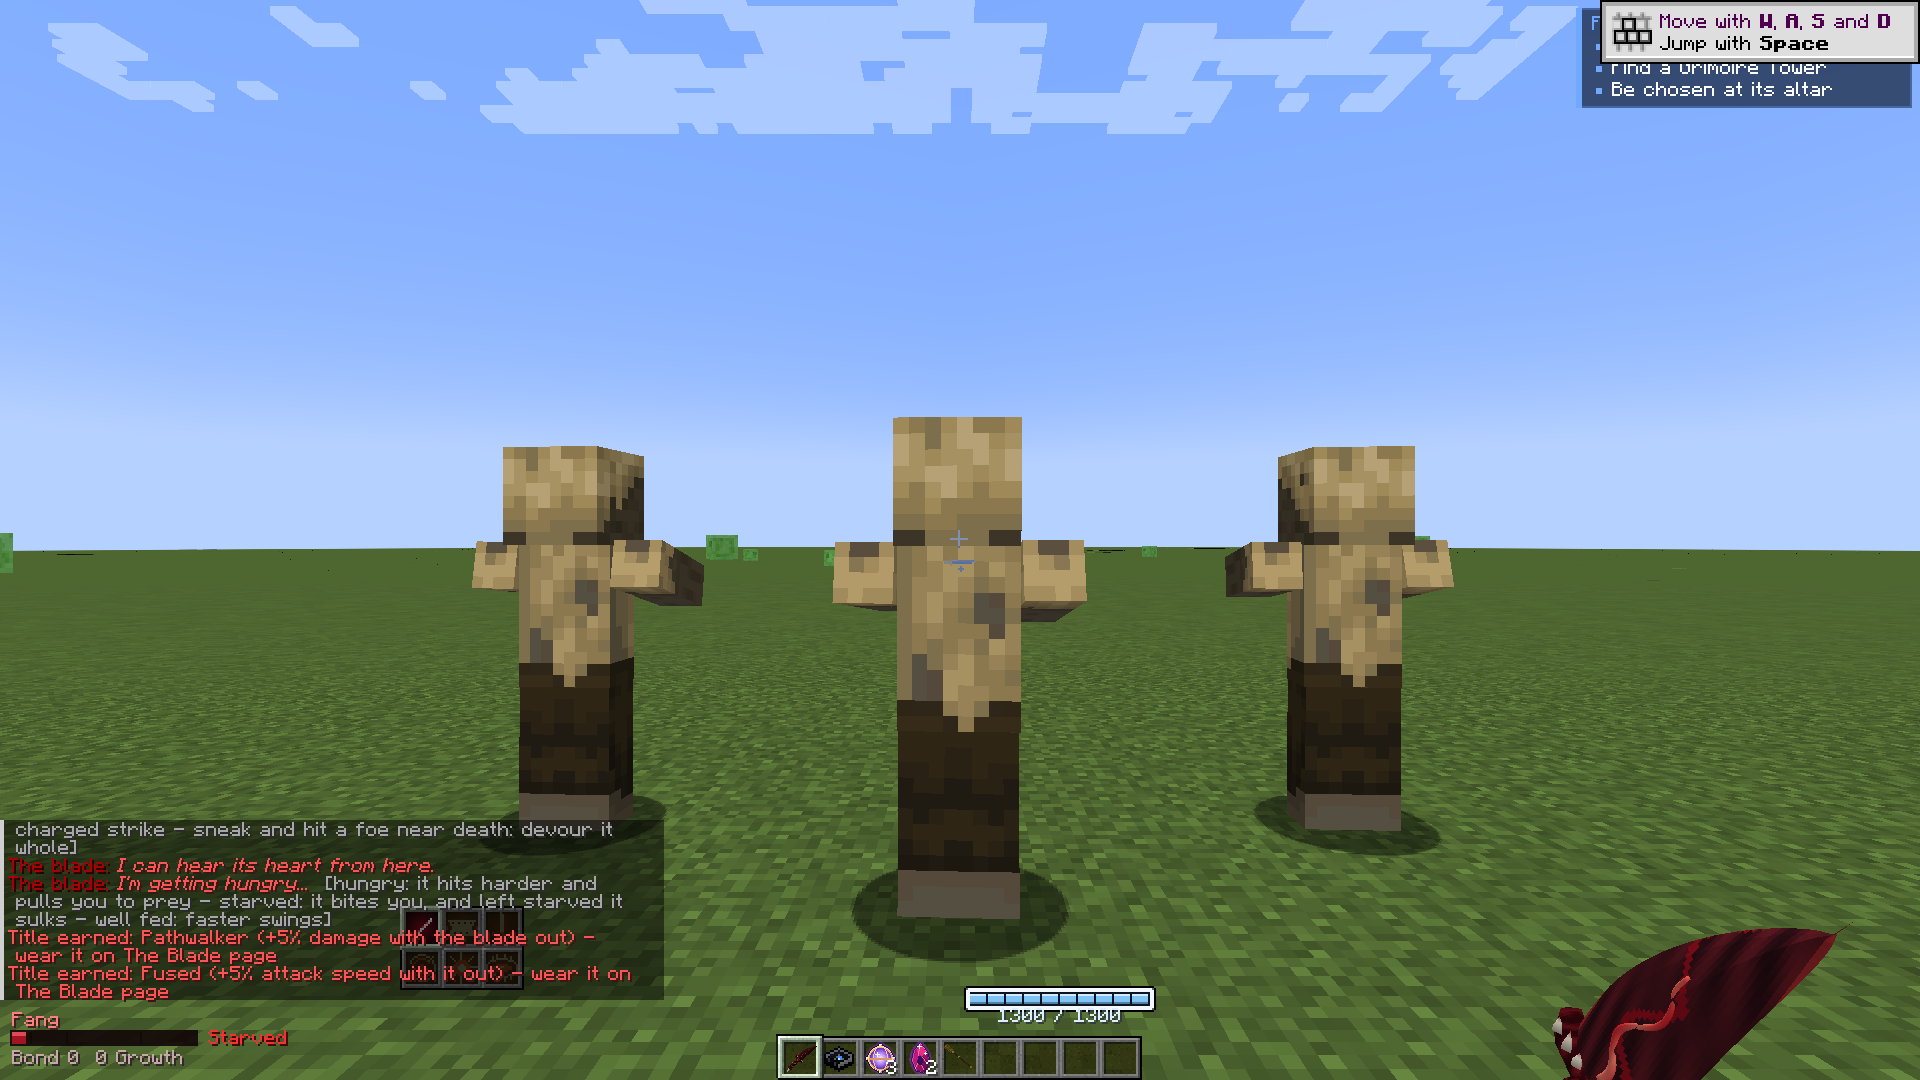 Move with W, A, S and D
Jump with Space
Find a Grimoire Tower
Be chosen at its altar
charged strike – sneak and hit a foe near death: devour it
whole]
The blade: I can hear its heart from here.
The blade: I'm getting hungry... [hungry: it hits harder and
pulls you to prey – starved: it bites you, and left starved it
sulks – well fed: faster swings]
Title earned: Pathwalker (+5% damage with the blade out) –
wear it on The Blade page
Title earned: Fused (+5% attack speed with it out) – wear it on
The Blade page
Fang
Starved
Bond 0 0 Growth
1300 / 1300
3
2